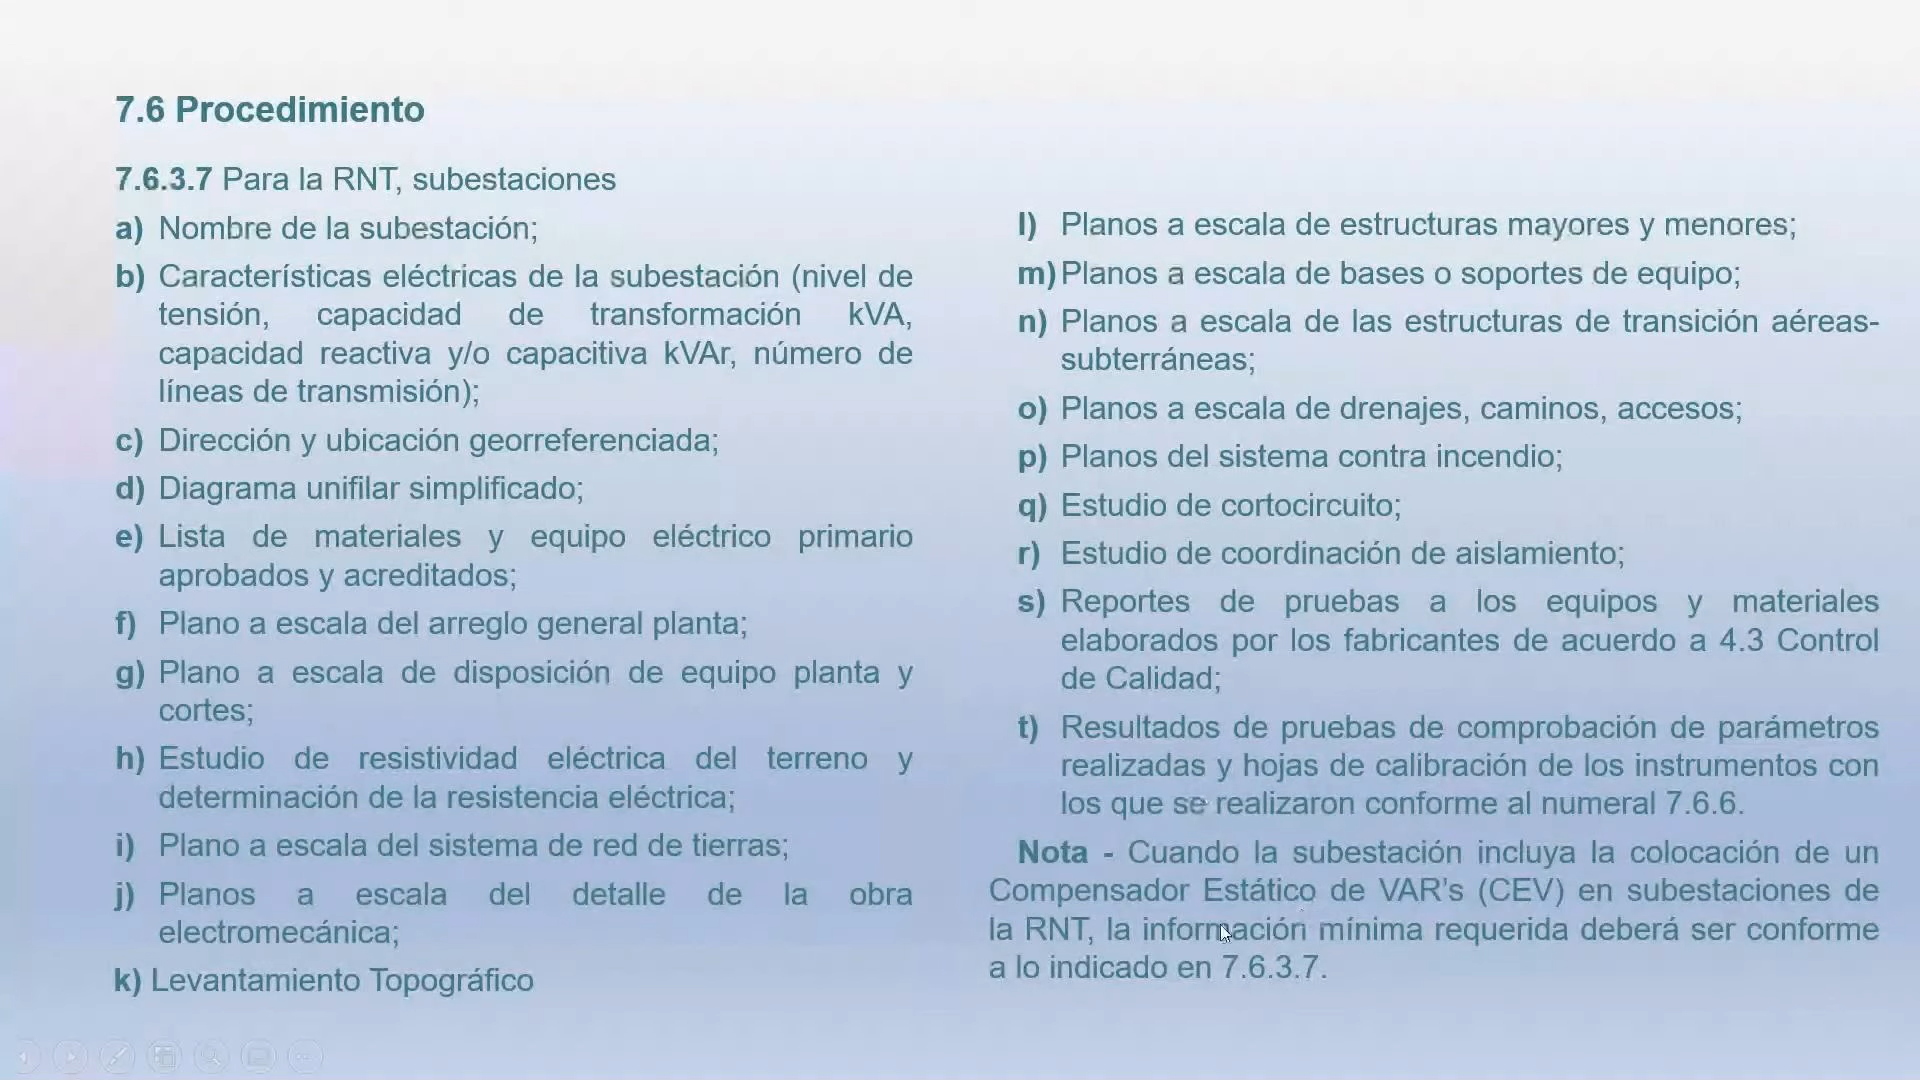 7.6 Procedimiento
7.6.3.7 Para la RNT, subestaciones
a) Nombre de la subestación;
b) Características eléctricas de la subestación (nivel de
tensión, capacidad de transformación kVA,
capacidad reactiva y/o capacitiva kVAr, número de
líneas de transmisión);
c) Dirección y ubicación georreferenciada;
d) Diagrama unifilar simplificado;
e) Lista de materiales y equipo eléctrico primario
aprobados y acreditados;
f) Plano a escala del arreglo general planta;
g) Plano a escala de disposición de equipo planta y
cortes;
h) Estudio de resistividad eléctrica del terreno y
determinación de la resistencia eléctrica;
i) Plano a escala del sistema de red de tierras;
j) Planos a escala del detalle de la obra
electromecánica;
k) Levantamiento Topográfico
l) Planos a escala de estructuras mayores y menores;
m) Planos a escala de bases o soportes de equipo;
n) Planos a escala de las estructuras de transición aéreas-
subterráneas;
o) Planos a escala de drenajes, caminos, accesos;
p) Planos del sistema contra incendio;
q) Estudio de cortocircuito;
r) Estudio de coordinación de aislamiento;
s) Reportes de pruebas a los equipos y materiales
elaborados por los fabricantes de acuerdo a 4.3 Control
de Calidad;
t) Resultados de pruebas de comprobación de parámetros
realizadas y hojas de calibración de los instrumentos con
los que se realizaron conforme al numeral 7.6.6.
Nota - Cuando la subestación incluya la colocación de un
Compensador Estático de VAR's (CEV) en subestaciones de
la RNT, la información mínima requerida deberá ser conforme
a lo indicado en 7.6.3.7.